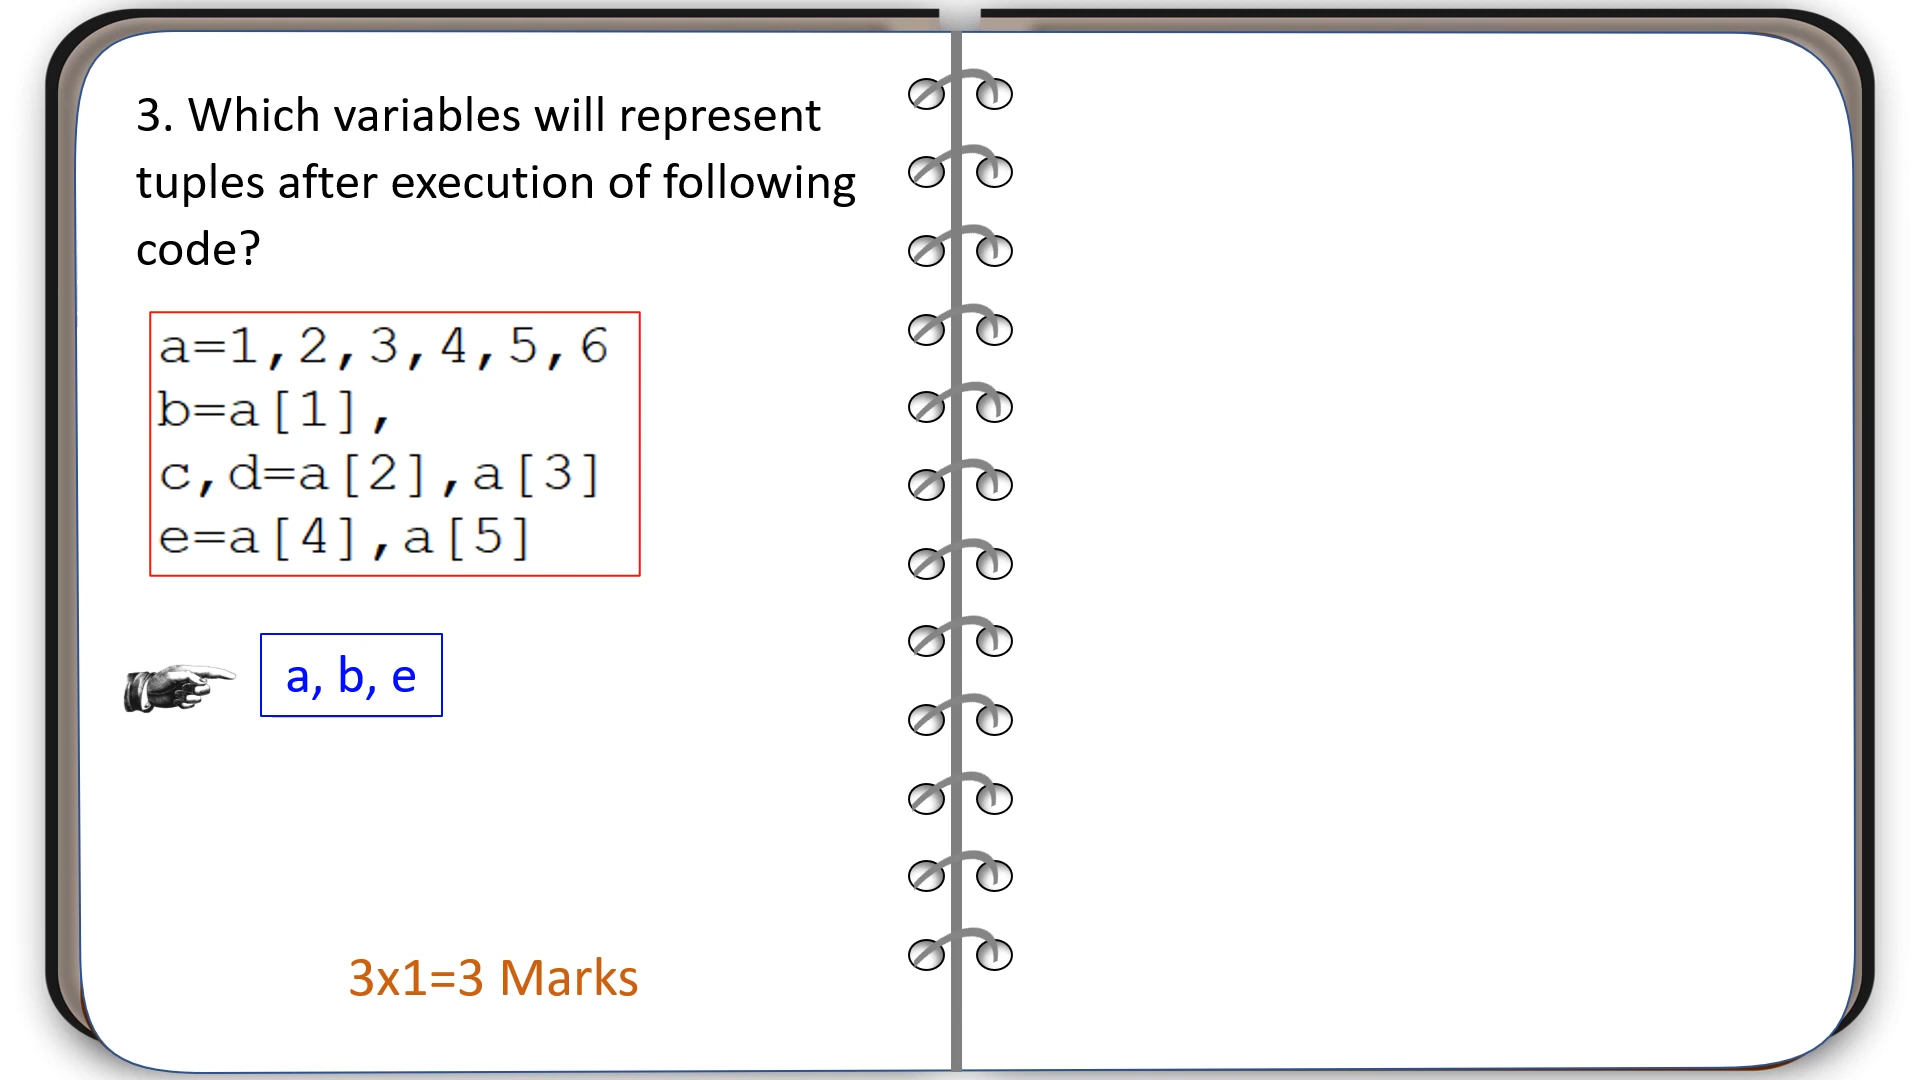 3. Which variables will represent
tuples after execution of following
code?
a=1,2,3,4,5,6
b=a[1],
c,d=a[2],a[3]
e=a[4],a[5]
a, b, e
3x1=3 Marks